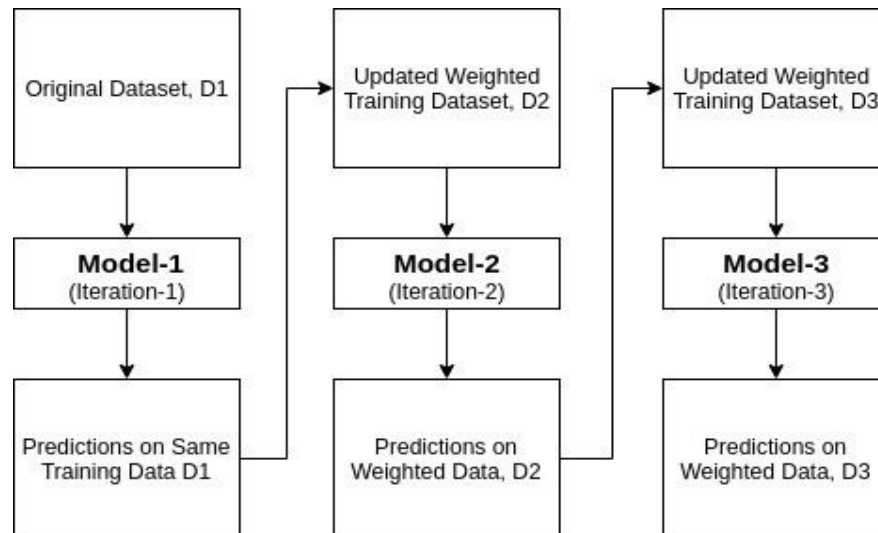 Original Dataset, D1
Model-1
(Iteration-1)
Predictions on Same
Training Data D1
Updated Weighted
Training Dataset, D2
Model-2
(Iteration-2)
Predictions on
Weighted Data, D2
Updated Weighted
Training Dataset, D3
Model-3
(Iteration-3)
Predictions on
Weighted Data, D3